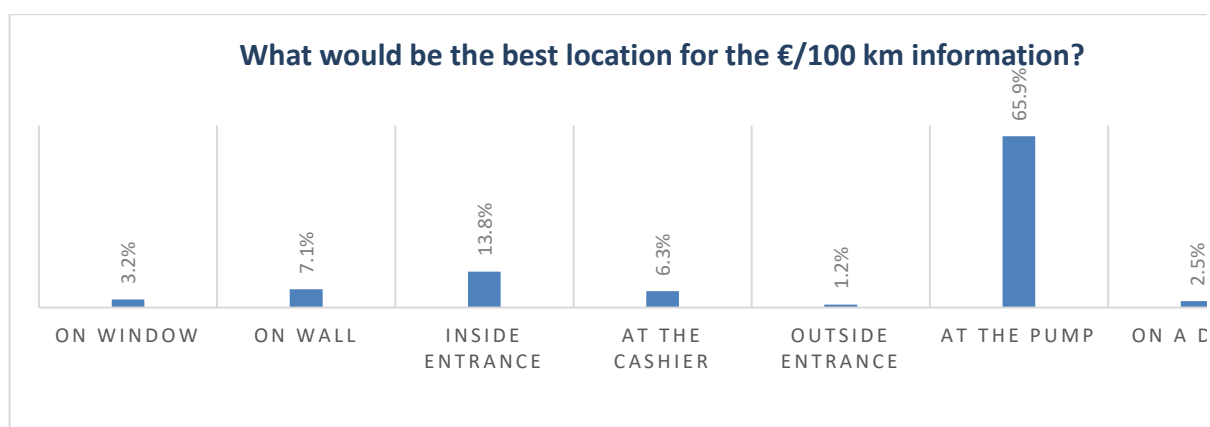 What would be the best location for the €/100 km information?
3.2%
7.1%
13.8%
6.3%
1.2%
65.9%
2.5%
ON WINDOW
ON WALL
INSIDE
ENTRANCE
AT THE
CASHIER
OUTSIDE
ENTRANCE
AT THE PUMP
ON A